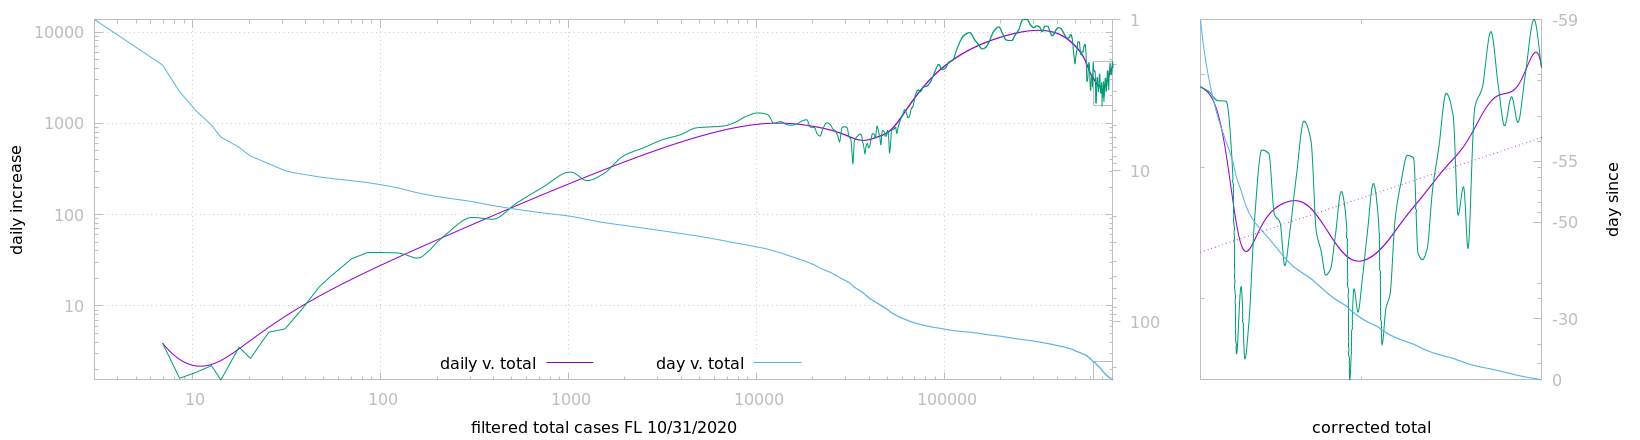 10000
1000
100
10
daily increase
1
10
100
daily v. total
day v. total
10
100
1000
10000
100000
filtered total cases FL 10/31/2020
-59
-55
-50
-30
0
day since
corrected total